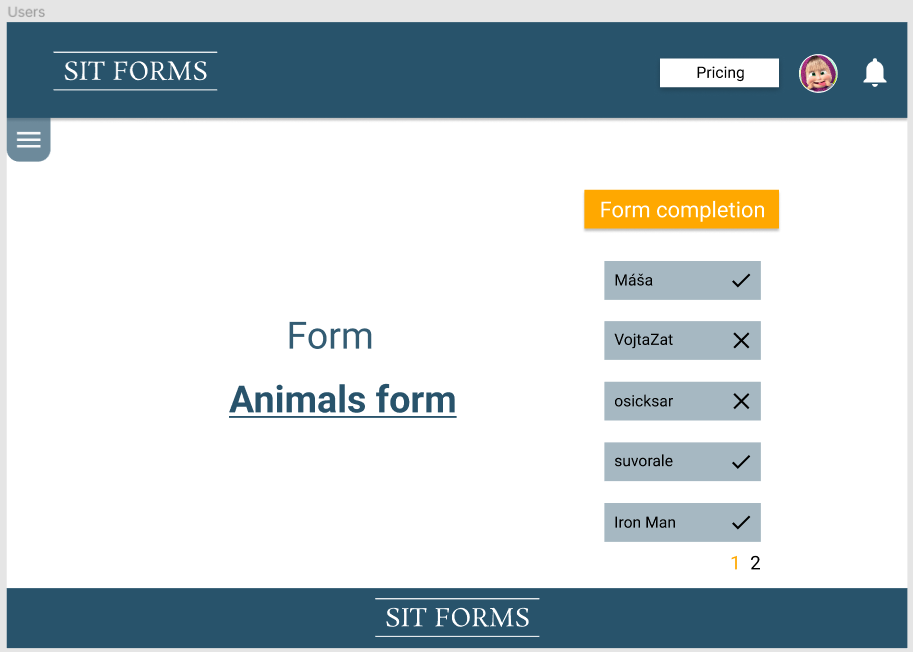 Users
SIT FORMS
Pricing
Form completion
Máša
VojtaZat
Form
osicksar
Animals form
suvorale
Iron Man
1 2
SIT FORMS